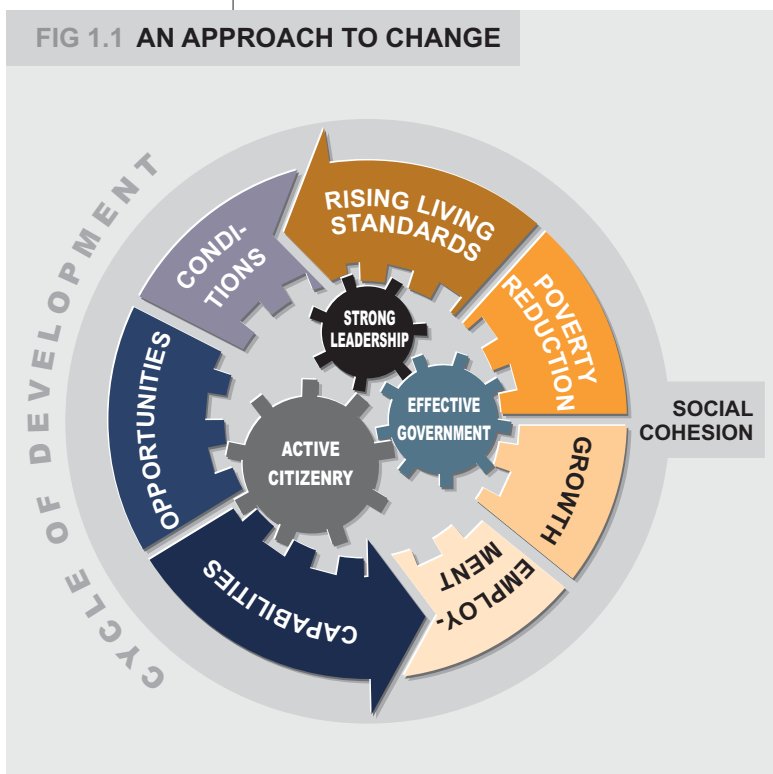 FIG 1.1 AN APPROACH TO CHANGE
CYCLE OF DEVELOPMENT
RISING LIVING
STANDARDS
CONDI-
TIONS
POVERTY
REDUCTION
STRONG
LEADERSHIP
EFFECTIVE
GOVERNMENT
SOCIAL
COHESION
OPPORTUNITIES
ACTIVE
CITIZENRY
GROWTH
CAPABILITIES
EMPLOY-
MENT